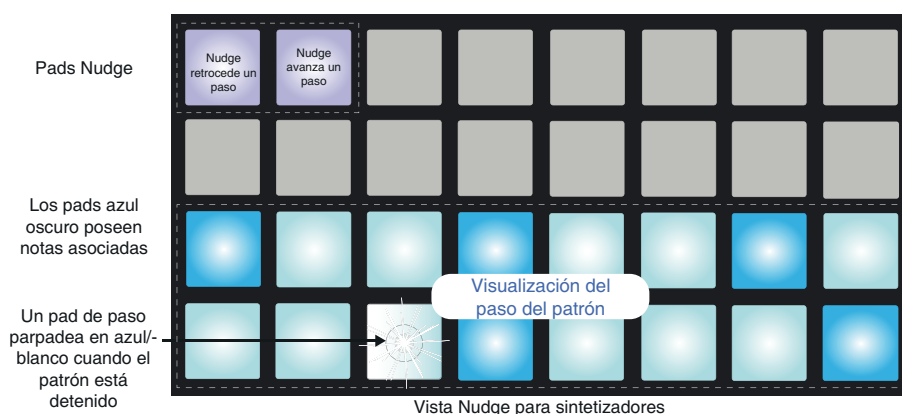 Pads Nudge
Nudge
retrocede un
paso
Nudge
avanza un
paso
Los pads azul
oscuro poseen
notas asociadas
Visualización del
paso del patrón
Un pad de paso
parpadea en azul/-
blanco cuando el
patrón está
detenido
Vista Nudge para sintetizadores